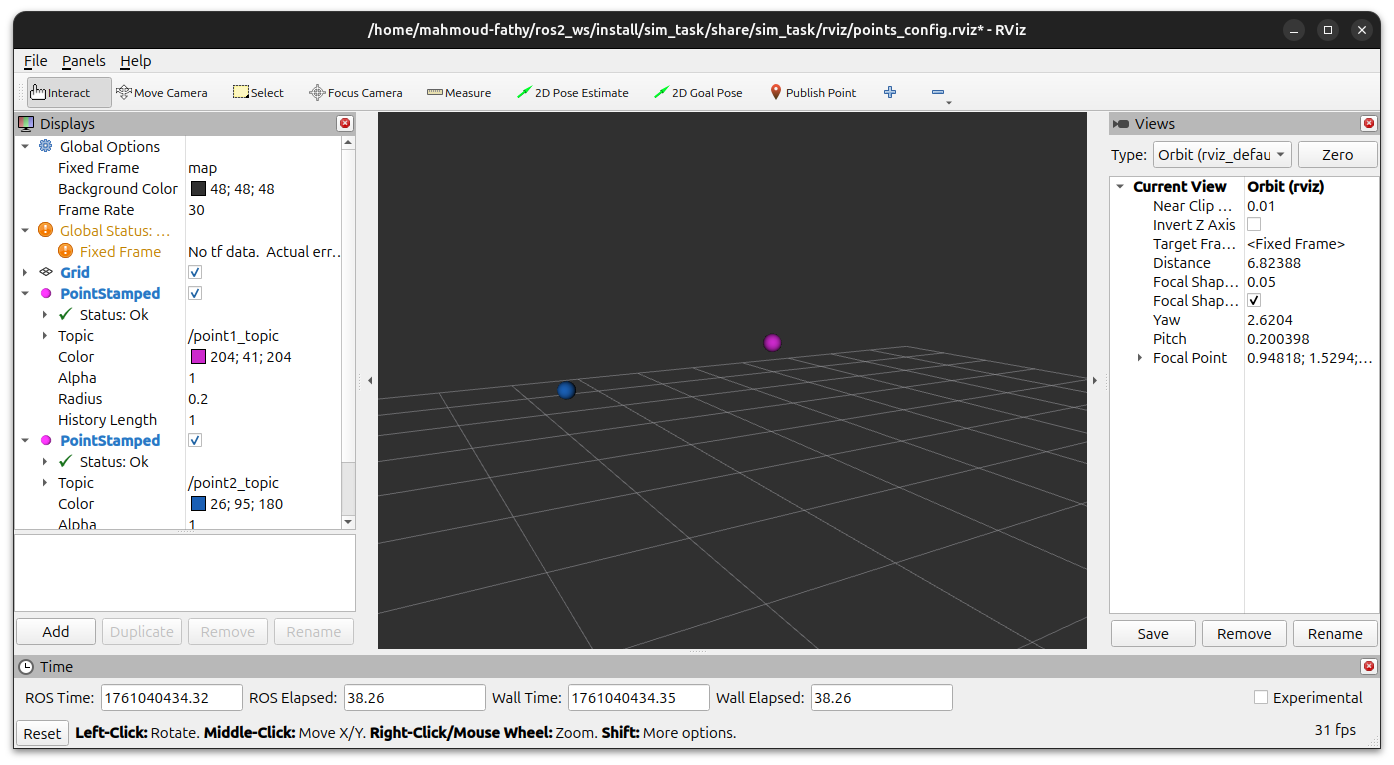 /home/mahmoud-fathy/ros2_ws/install/sim_task/share/sim_task/rviz/points_config.rviz* - RViz
File Panels Help
Interact Move Camera Select Focus Camera Measure 2D Pose Estimate 2D Goal Pose Publish Point
Displays
Global Options
Fixed Frame map
Background Color 48; 48; 48
Frame Rate 30
Global Status: ...
Fixed Frame No tf data. Actual err...
Grid
PointStamped
Status: Ok
Topic /point1_topic
Color 204; 41; 204
Alpha 1
Radius 0.2
History Length 1
PointStamped
Status: Ok
Topic /point2_topic
Color 26; 95; 180
Alpha 1
Add Duplicate Remove Rename
Views
Type: Orbit (rviz_defau Zero
Current View Orbit (rviz)
Near Clip ... 0.01
Invert Z Axis
Target Fra... <Fixed Frame>
Distance 6.82388
Focal Shap... 0.05
Focal Shap...
Yaw 2.6204
Pitch 0.200398
Focal Point 0.94818; 1.5294;...
Save Remove Rename
Time
ROS Time: 1761040434.32 ROS Elapsed: 38.26 Wall Time: 1761040434.35 Wall Elapsed: 38.26 Experimental
Reset Left-Click: Rotate. Middle-Click: Move X/Y. Right-Click/Mouse Wheel: Zoom. Shift: More options. 31 fps